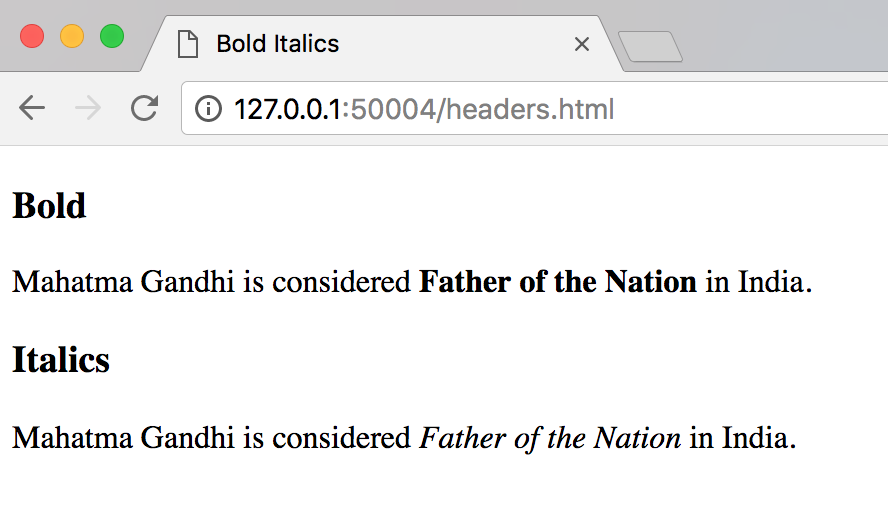 Bold Italics
127.0.0.1:50004/headers.html
Bold
Mahatma Gandhi is considered Father of the Nation in India.
Italics
Mahatma Gandhi is considered Father of the Nation in India.